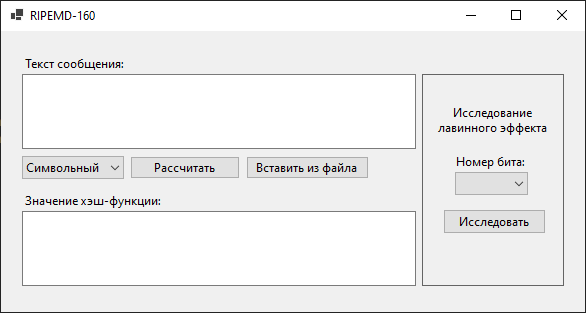 RIPEMD-160
Текст сообщения:
Символьный
Рассчитать
Вставить из файла
Значение хэш-функции:
Исследование
лавинного эффекта
Номер бита:
Исследовать